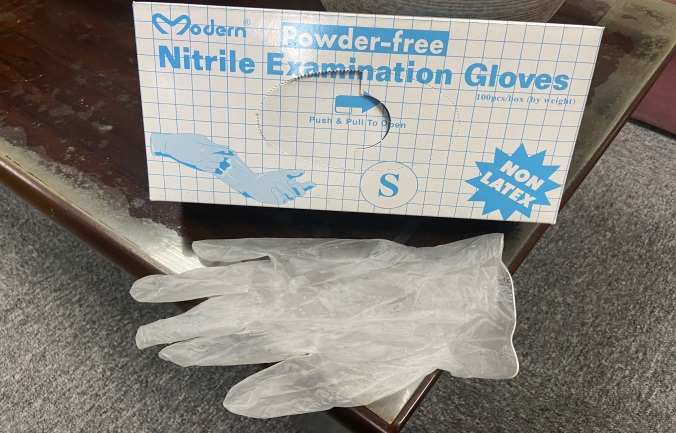 Modern®
Powder-free
Nitrile Examination Gloves
100pcs/box (by weight)
Push & Pull To Open
S
NON
LATEX